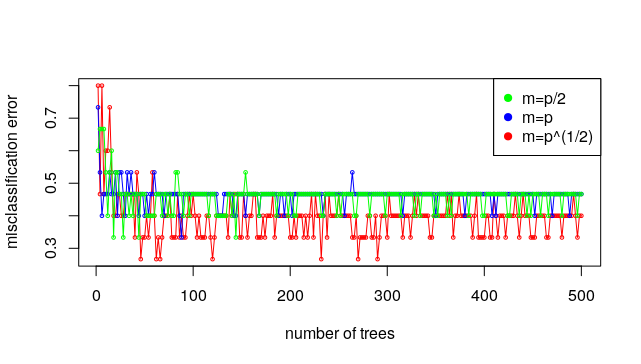 misclassification error
0.7
0.5
0.3
m=p/2
m=p
m=p^(1/2)
0 100 200 300 400 500
number of trees